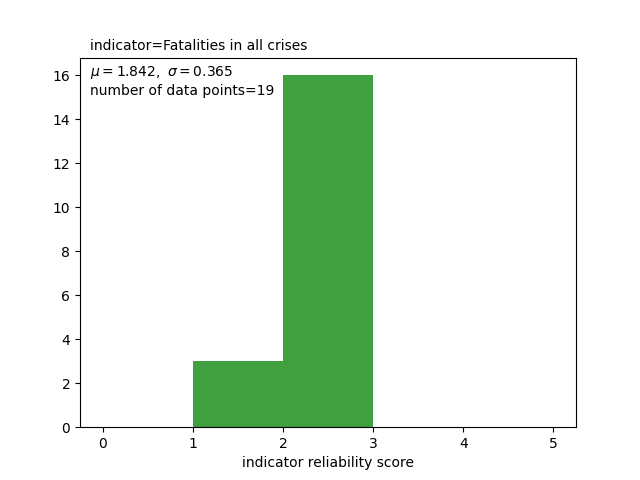 indicator=Fatalities in all crises
μ = 1.842, σ = 0.365
number of data points=19
16
14
12
10
8
6
4
2
0
0 1 2 3 4 5
indicator reliability score